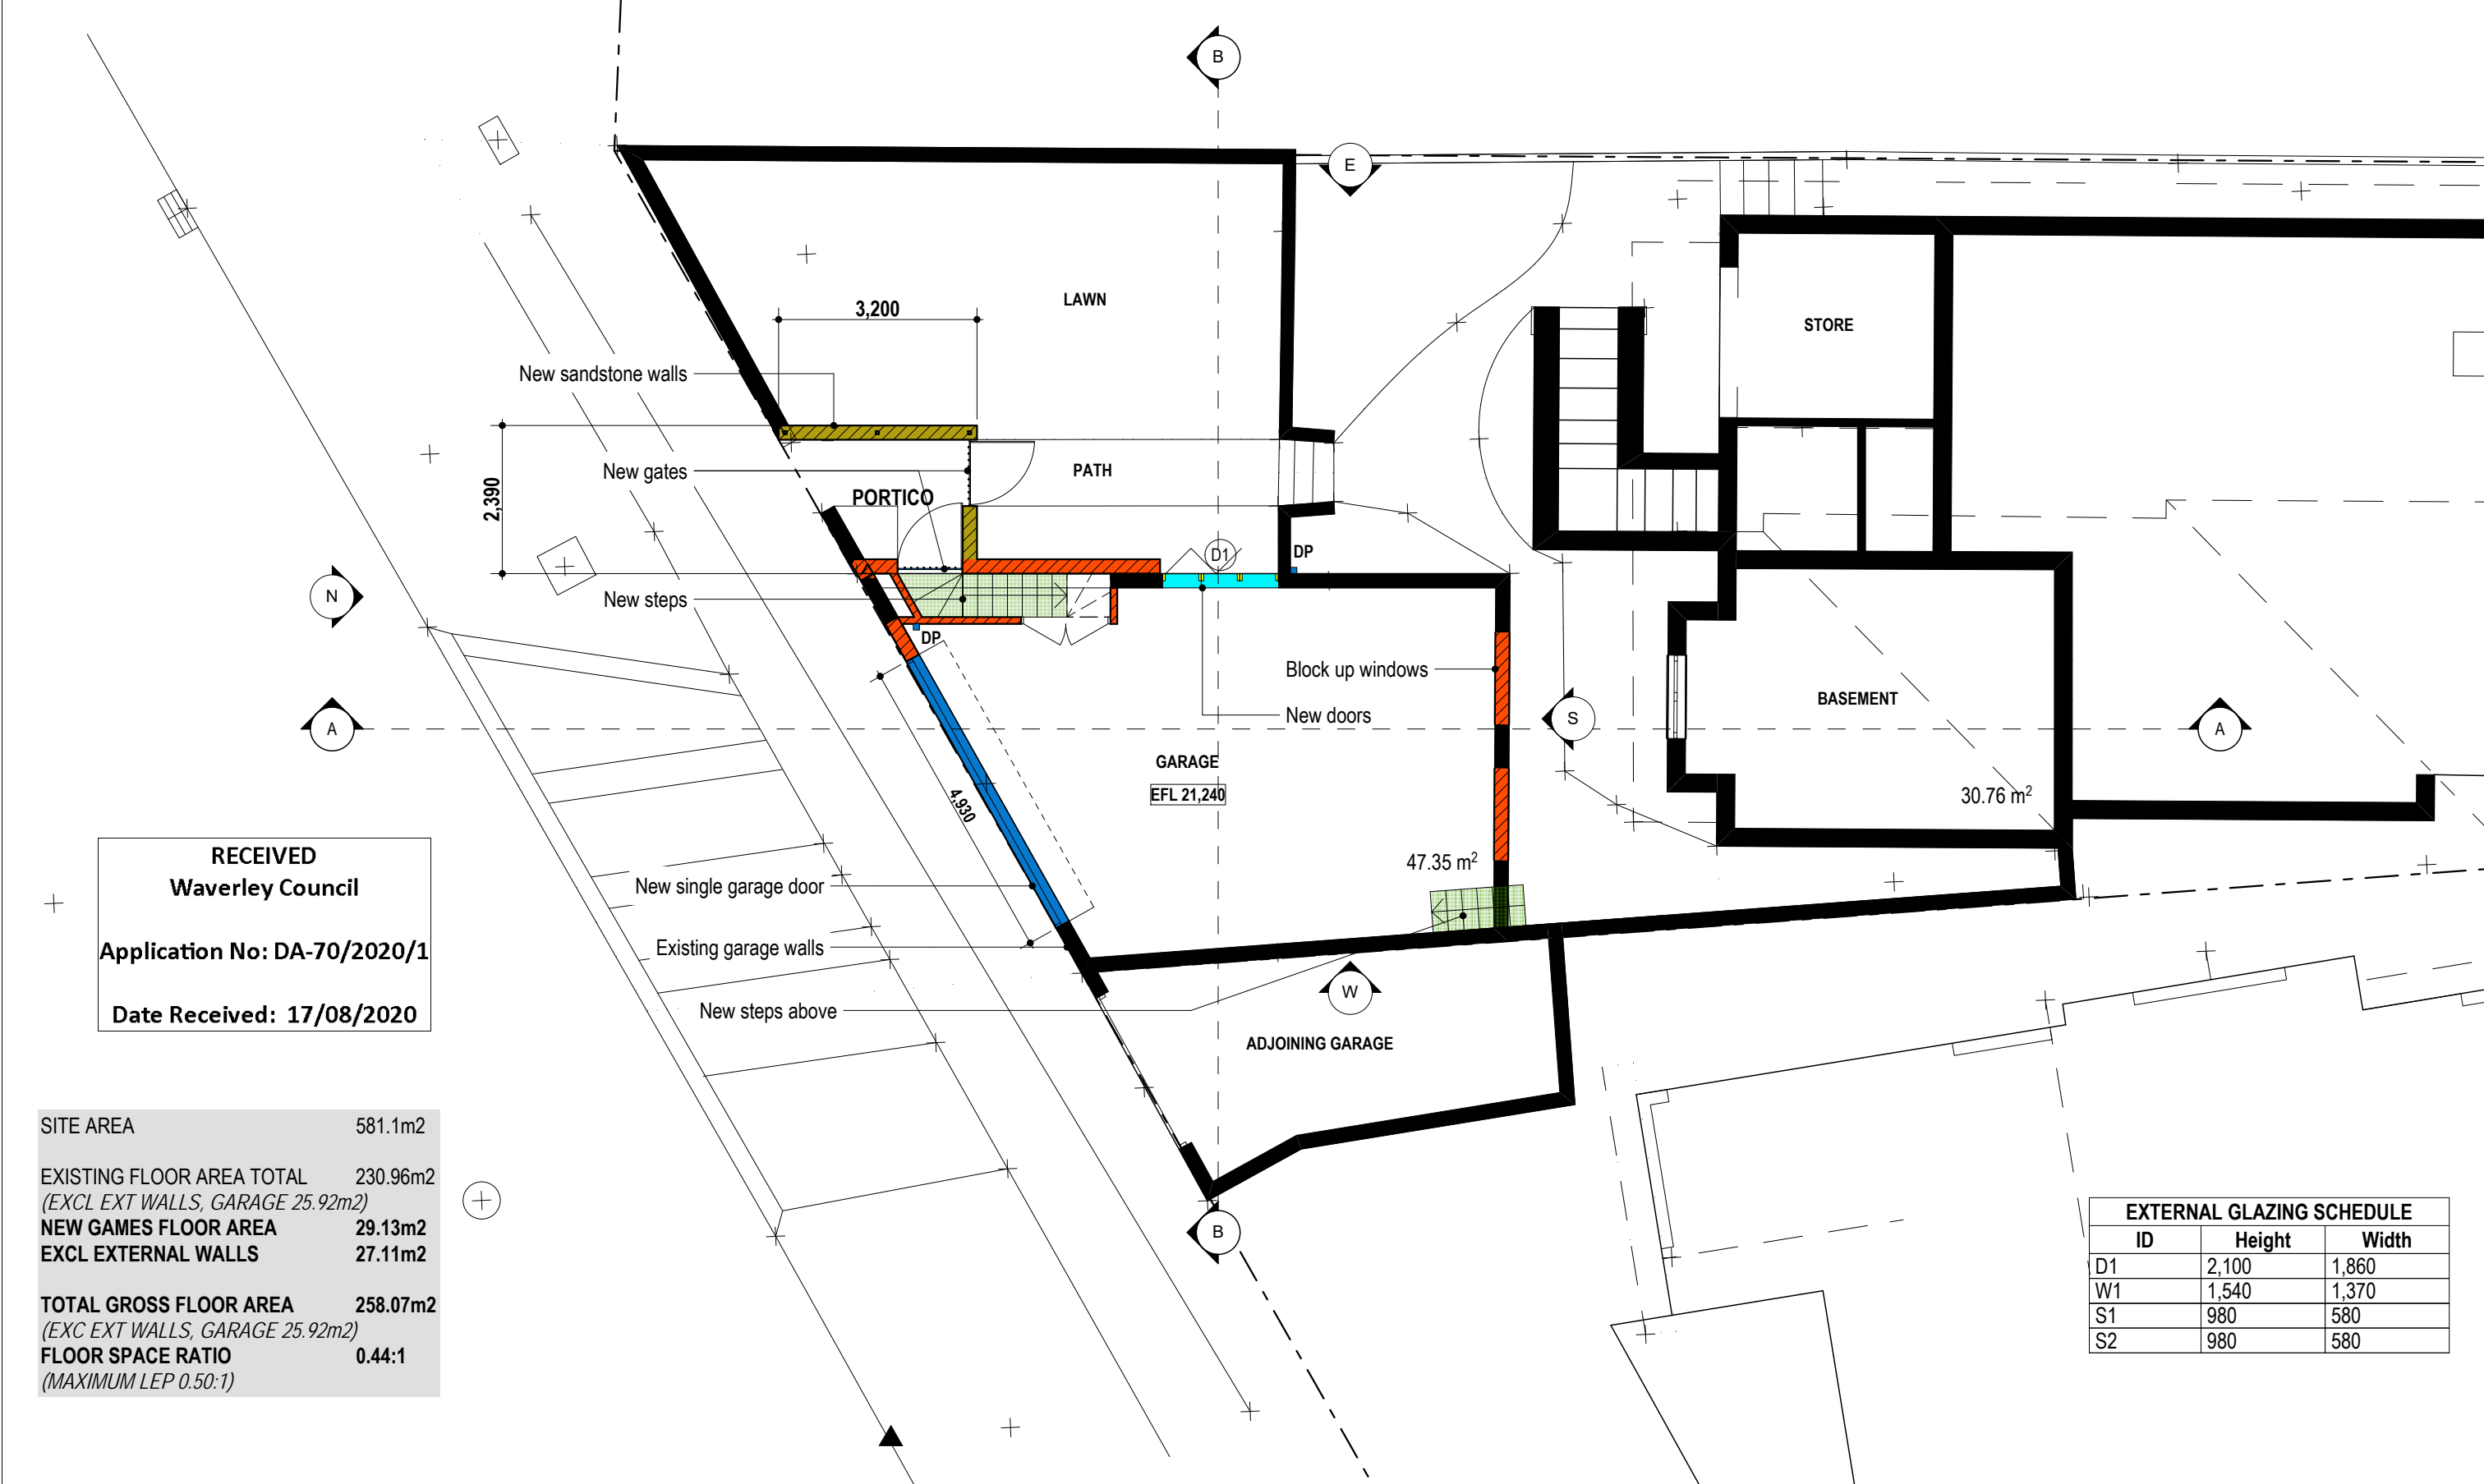 B
E
LAWN
3,200
STORE
New sandstone walls
New gates
PATH
2,390
PORTICO
D1
DP
N
New steps
DP
Block up windows
BASEMENT
New doors
S
A
A
GARAGE
EFL 21,240
30.76 m²
4,930
47.35 m²
RECEIVED
Waverley Council
Application No: DA-70/2020/1
Date Received: 17/08/2020
New single garage door
Existing garage walls
New steps above
W
ADJOINING GARAGE
B
SITE AREA 581.1m2
EXISTING FLOOR AREA TOTAL 230.96m2
(EXCL EXT WALLS, GARAGE 25.92m2)
NEW GAMES FLOOR AREA 29.13m2
EXCL EXTERNAL WALLS 27.11m2
TOTAL GROSS FLOOR AREA 258.07m2
(EXC EXT WALLS, GARAGE 25.92m2)
FLOOR SPACE RATIO 0.44:1
(MAXIMUM LEP 0.50:1)
EXTERNAL GLAZING SCHEDULE
ID Height Width
D1 2,100 1,860
W1 1,540 1,370
S1 980 580
S2 980 580